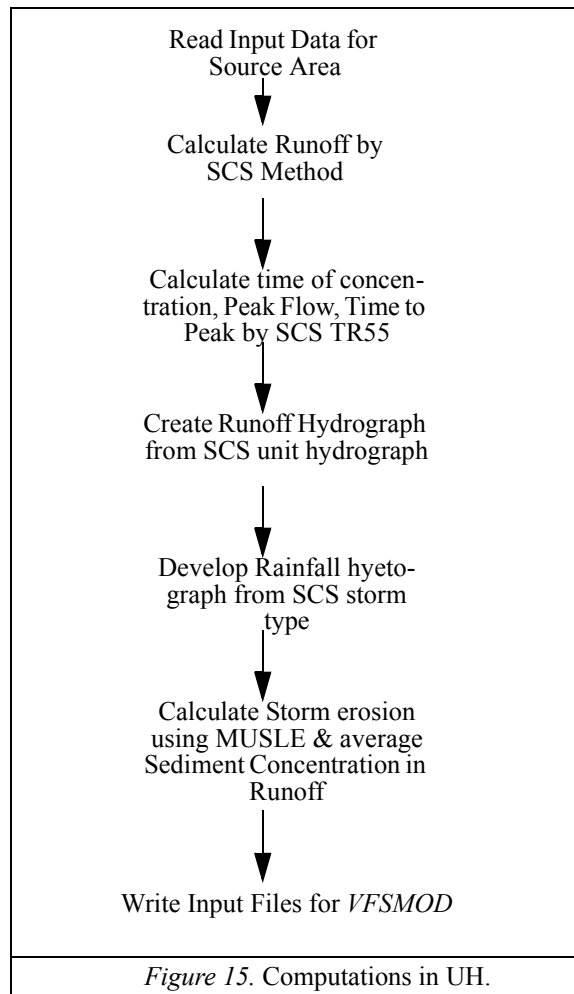 Read Input Data for
Source Area
Calculate Runoff by
SCS Method
Calculate time of concen-
tration, Peak Flow, Time to
Peak by SCS TR55
Create Runoff Hydrograph
from SCS unit hydrograph
Develop Rainfall hyeto-
graph from SCS storm
type
Calculate Storm erosion
using MUSLE & average
Sediment Concentration in
Runoff
Write Input Files for VFSMOD
Figure 15. Computations in UH.